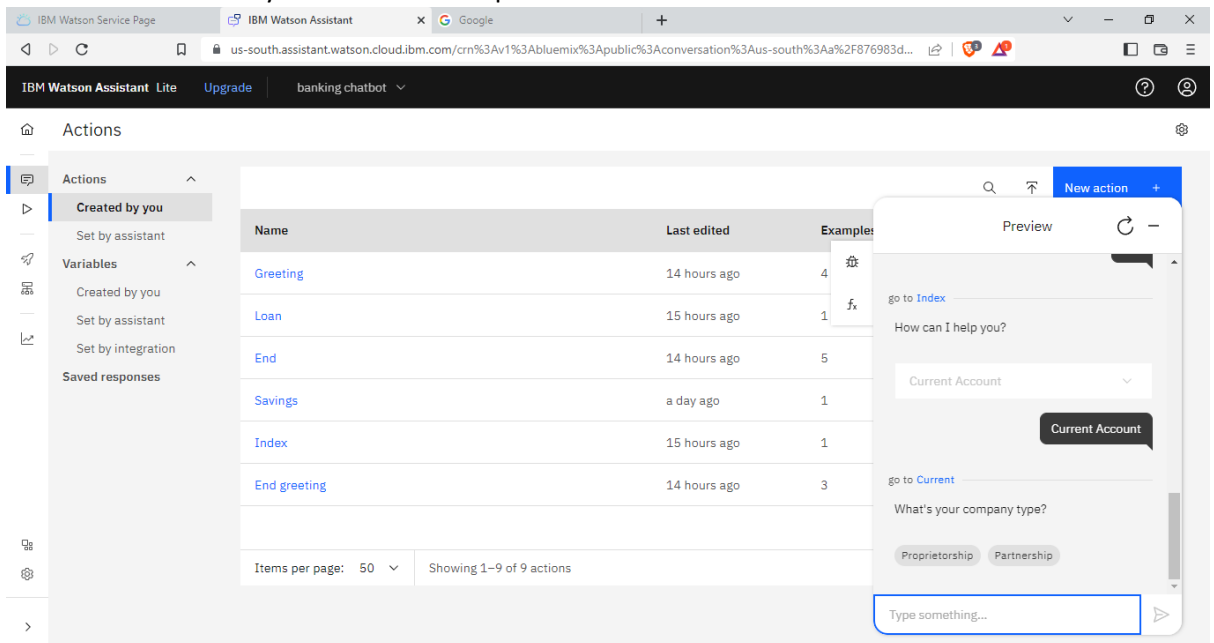 IBM Watson Service Page IBM Watson Assistant Google
us-south.assistant.watson.cloud.ibm.com/crn%3Av1%3Abluemix%3Apublic%3Aconversation%3Aus-south%3Aa%2F876983d...
IBM Watson Assistant Lite Upgrade banking chatbot
Actions
Actions
Created by you
Set by assistant
Variables
Created by you
Set by assistant
Set by integration
Saved responses
New action +
Name Last edited Examples
Greeting 14 hours ago 4
Loan 15 hours ago 1
End 14 hours ago 5
Savings a day ago 1
Index 15 hours ago 1
End greeting 14 hours ago 3
Items per page: 50 Showing 1–9 of 9 actions
Preview
go to Index
How can I help you?
Current Account
Current Account
go to Current
What's your company type?
Proprietorship Partnership
Type something...